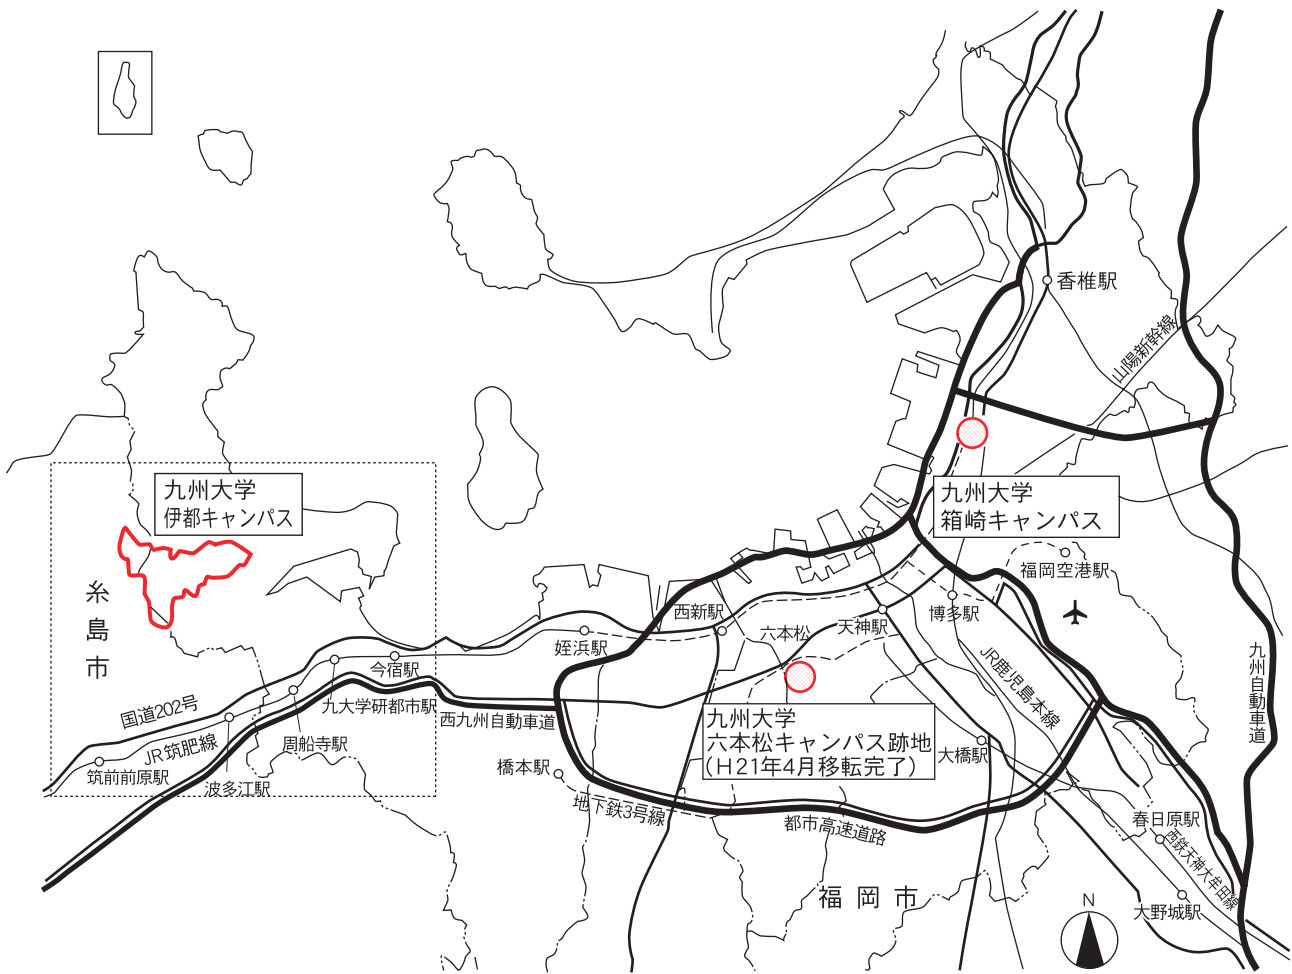 香椎駅
山陽新幹線
九州大学
伊都キャンパス
九州大学
箱崎キャンパス
福岡空港駅
糸島市
西新駅
六本松
天神駅
博多駅
姪浜駅
今宿駅
JR鹿児島本線
九州自動車道
国道202号
九大学研都市駅
西九州自動車道
九州大学
六本松キャンパス跡地
(H21年4月移転完了)
JR筑肥線
周船寺駅
大橋駅
筑前前原駅
波多江駅
橋本駅
地下鉄3号線
都市高速道路
春日原駅
西鉄天神大牟田線
福岡市
大野城駅
N